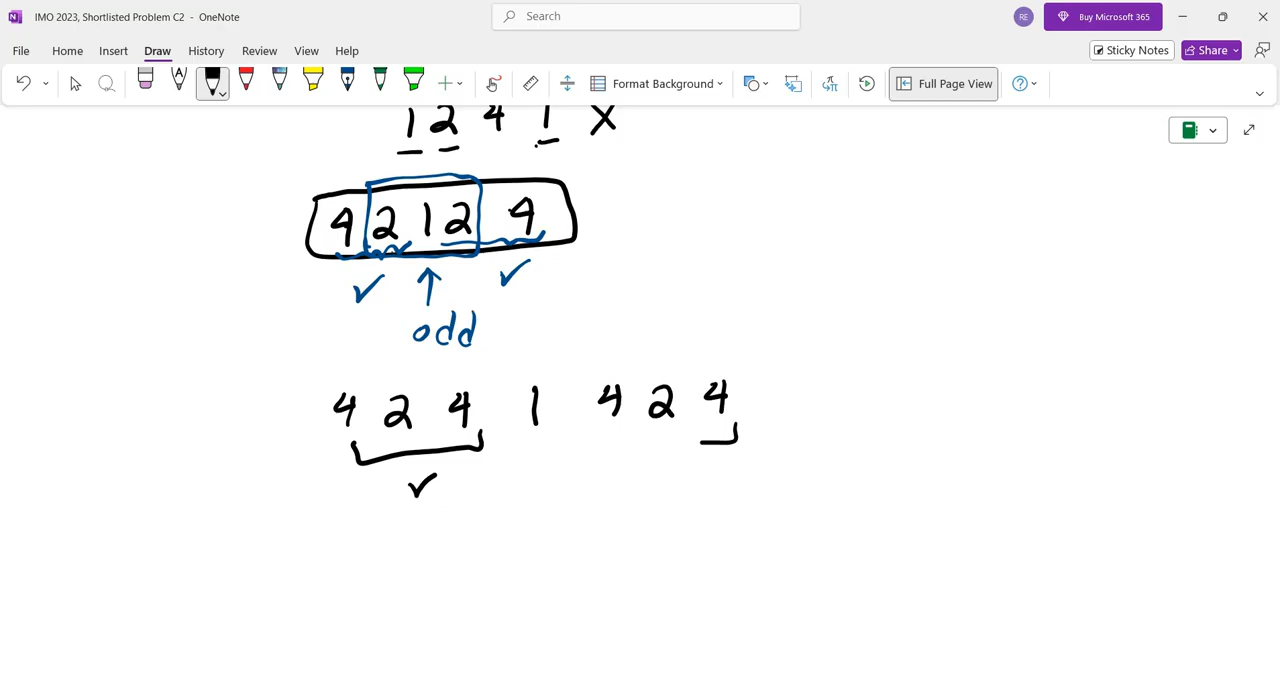 IMO 2023, Shortlisted Problem C2 - OneNote
Search
RE
Buy Microsoft 365
File Home Insert Draw History Review View Help
Sticky Notes
Share
Format Background
Full Page View
1 2 4 1 X
4 2 1 2 4
odd
4 2 4 1 4 2 4